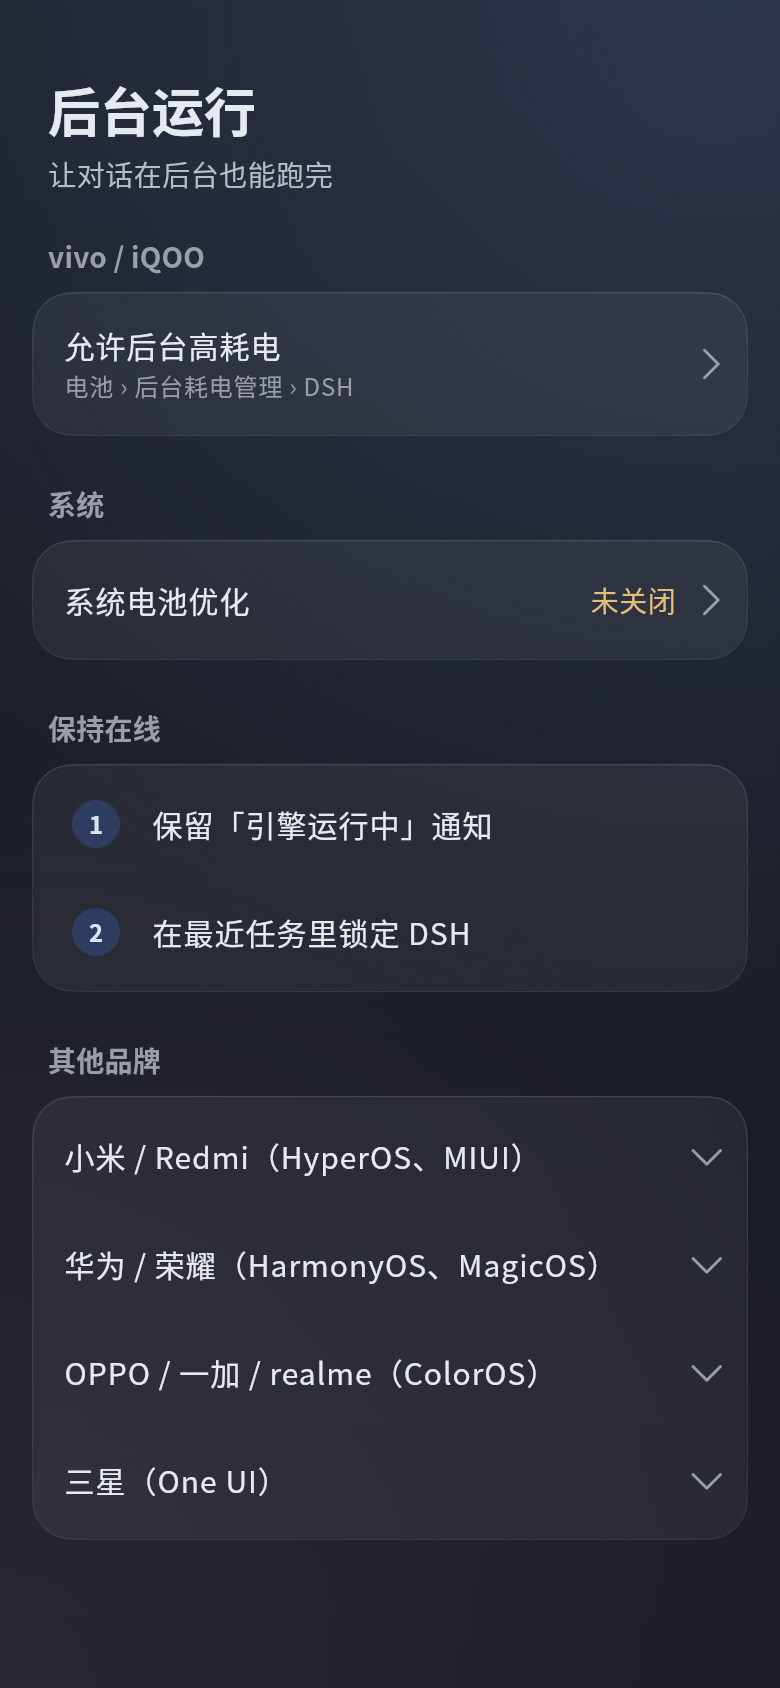 后台运行
让对话在后台也能跑完
vivo / iQOO
允许后台高耗电
电池 › 后台耗电管理 › DSH
系统
系统电池优化 未关闭
保持在线
1 保留「引擎运行中」通知
2 在最近任务里锁定 DSH
其他品牌
小米 / Redmi（HyperOS、MIUI）
华为 / 荣耀（HarmonyOS、MagicOS）
OPPO / 一加 / realme（ColorOS）
三星（One UI）